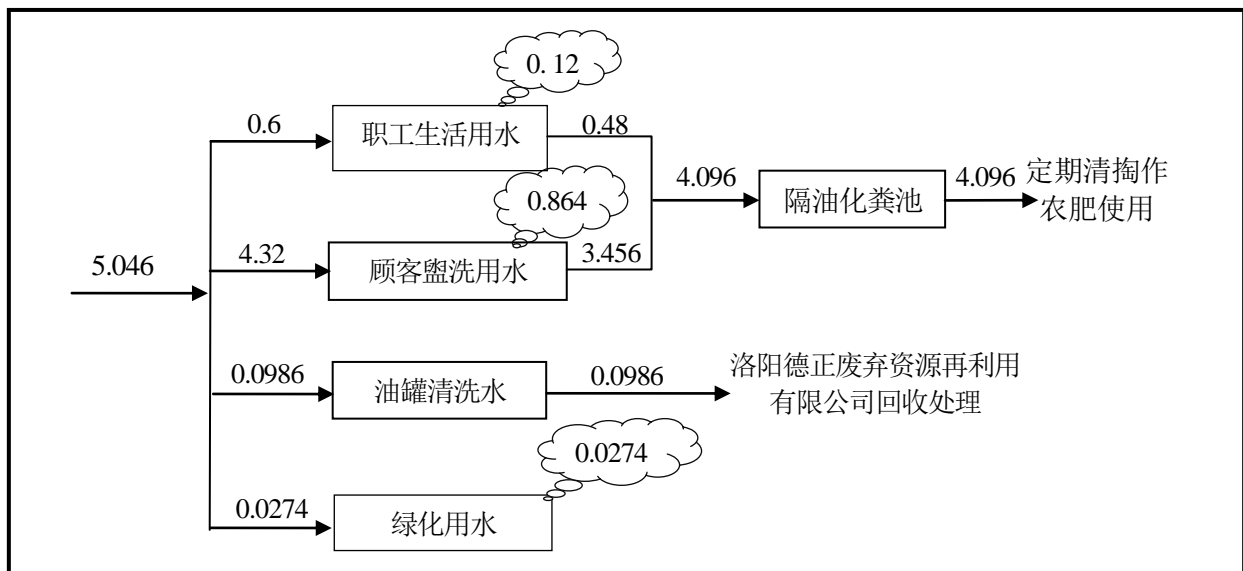 0. 12
0.6
职工生活用水
0.48
0.864
4.096
隔油化粪池
4.096
定期清掏作
农肥使用
5.046
4.32
顾客盥洗用水
3.456
0.0986
油罐清洗水
0.0986
洛阳德正废弃资源再利用
有限公司回收处理
0.0274
0.0274
绿化用水